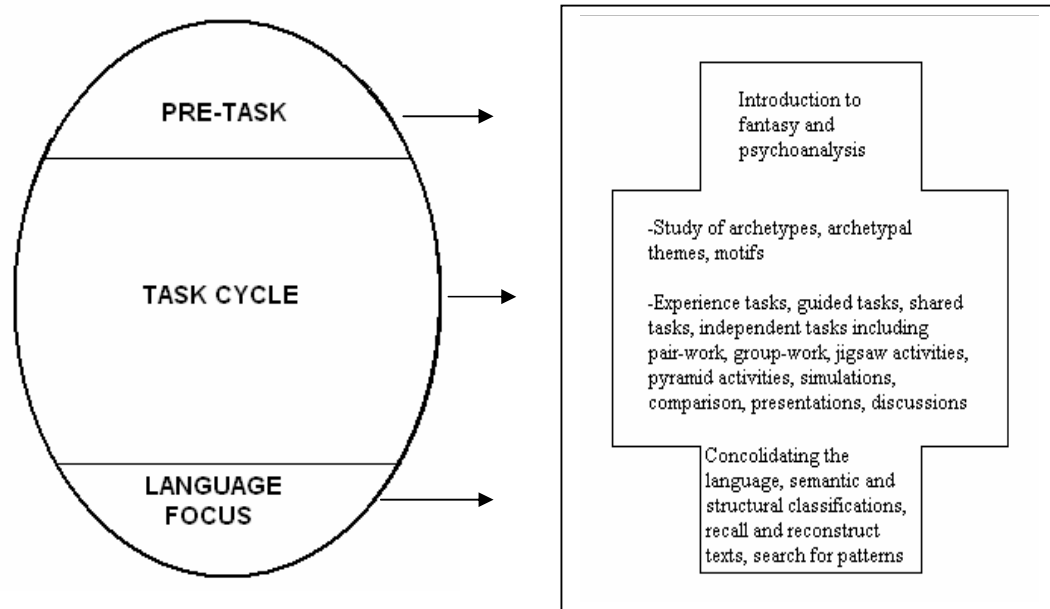 PRE-TASK
TASK CYCLE
LANGUAGE
FOCUS
Introduction to
fantasy and
psychoanalysis
-Study of archetypes, archetypal
themes, motifs
-Experience tasks, guided tasks, shared
tasks, independent tasks including
pair-work, group-work, jigsaw activities,
pyramid activities, simulations,
comparison, presentations, discussions
Concolidating the
language, semantic and
structural classifications,
recall and reconstruct
texts, search for patterns